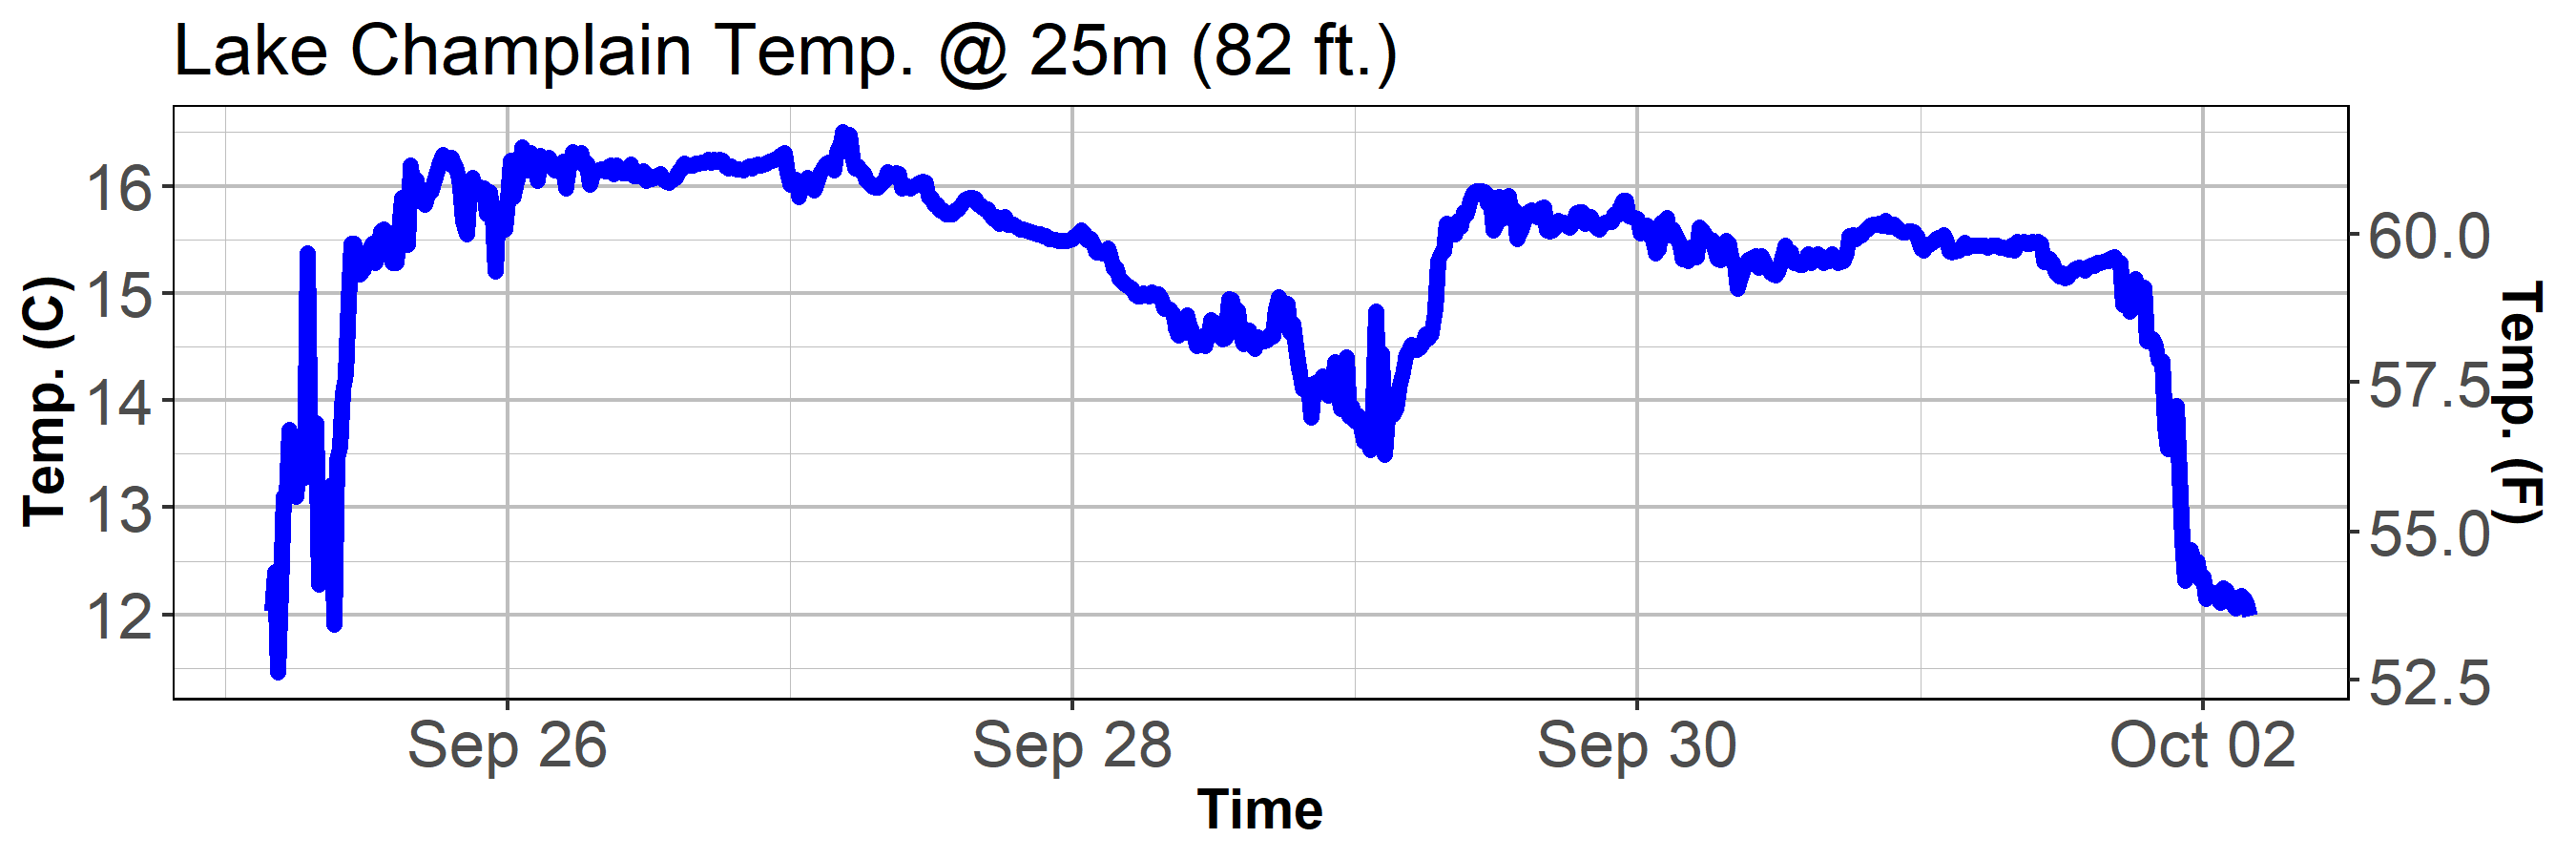 Lake Champlain Temp. @ 25m (82 ft.)
Temp. (C)
16
15
14
13
12
60.0
57.5
55.0
52.5
Temp. (F)
Sep 26
Sep 28
Sep 30
Oct 02
Time